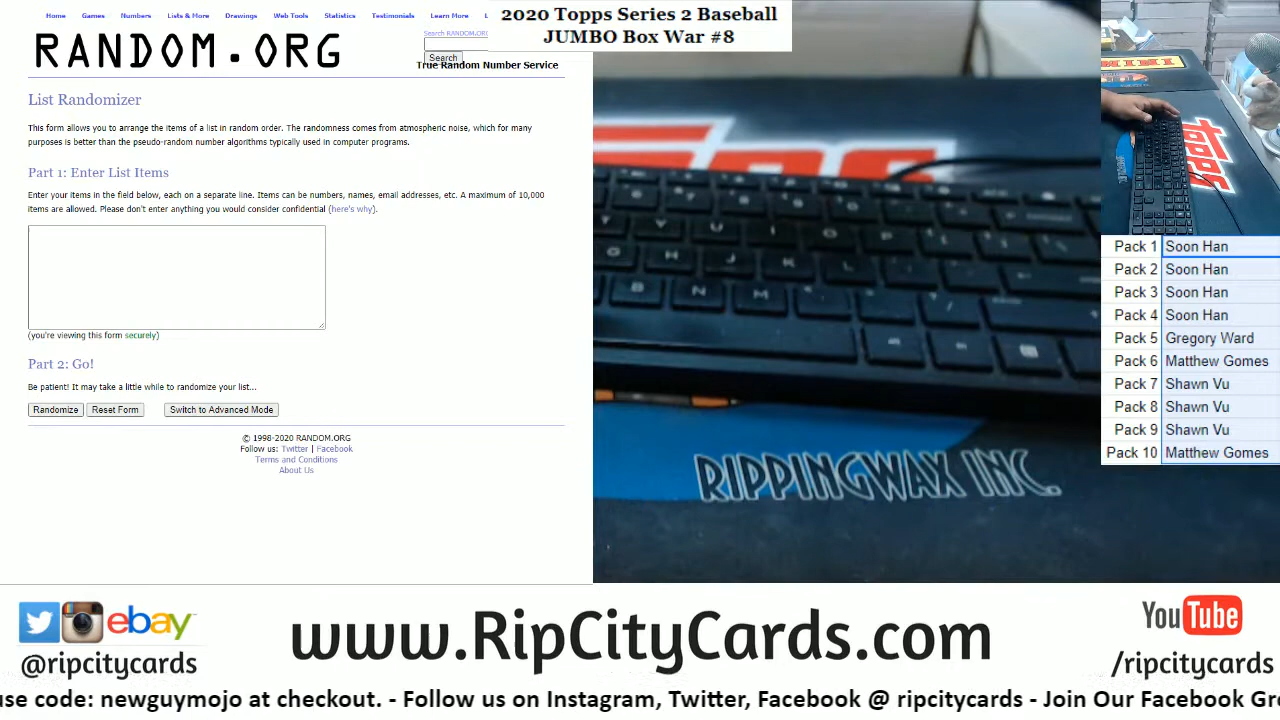 Home Games Numbers Lists & More Drawings Web Tools Statistics Testimonials Learn More L
RANDOM.ORG
Search RANDOM.ORG
Search
True Random Number Service
2020 Topps Series 2 Baseball
JUMBO Box War #8
List Randomizer
This form allows you to arrange the items of a list in random order. The randomness comes from atmospheric noise, which for many
purposes is better than the pseudo-random number algorithms typically used in computer programs.
Part 1: Enter List Items
Enter your items in the field below, each on a separate line. Items can be numbers, names, email addresses, etc. A maximum of 10,000
items are allowed. Please don't enter anything you would consider confidential (here's why).
(you're viewing this form securely)
Part 2: Go!
Be patient! It may take a little while to randomize your list...
Randomize Reset Form Switch to Advanced Mode
© 1998-2020 RANDOM.ORG
Follow us: Twitter | Facebook
Terms and Conditions
About Us
Y U I O P
H J K L
B N M
RIPPINGWAX INC.
topps
Pack 1 Soon Han
Pack 2 Soon Han
Pack 3 Soon Han
Pack 4 Soon Han
Pack 5 Gregory Ward
Pack 6 Matthew Gomes
Pack 7 Shawn Vu
Pack 8 Shawn Vu
Pack 9 Shawn Vu
Pack 10 Matthew Gomes
ebay
@ripcitycards
www.RipCityCards.com
YouTube
/ripcitycards
use code: newguymojo at checkout. - Follow us on Instagram, Twitter, Facebook @ ripcitycards - Join Our Facebook Gr